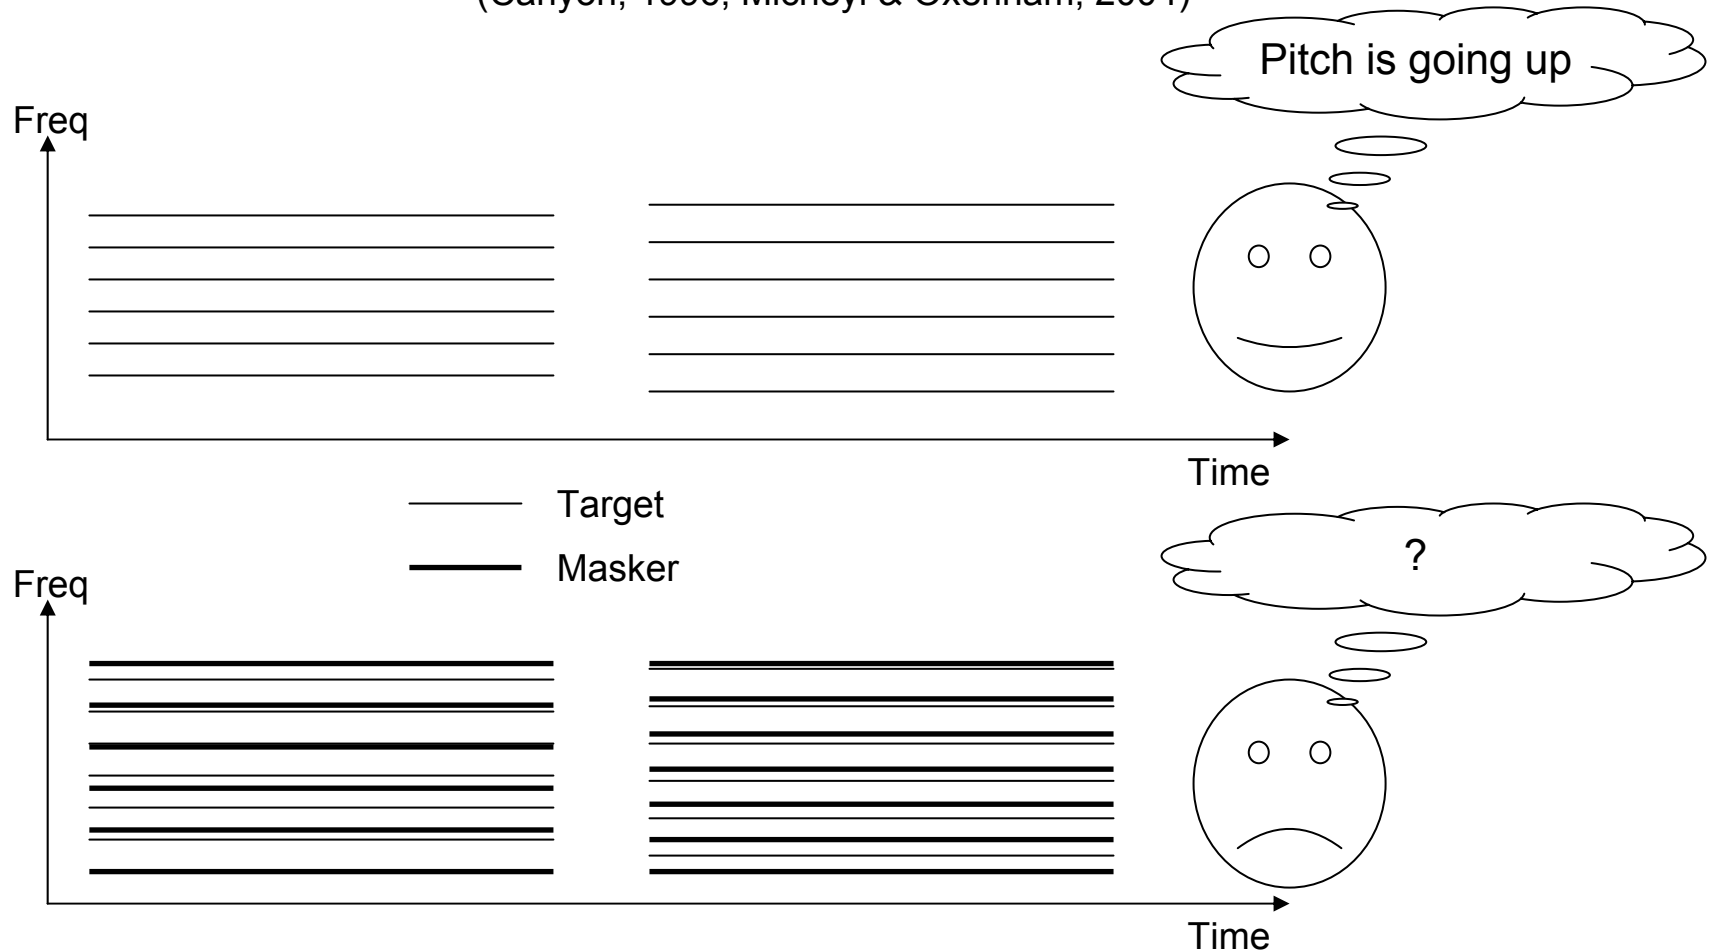 & 
Pitch is going up
Freq
Time
Target
Masker
?
Freq
Time